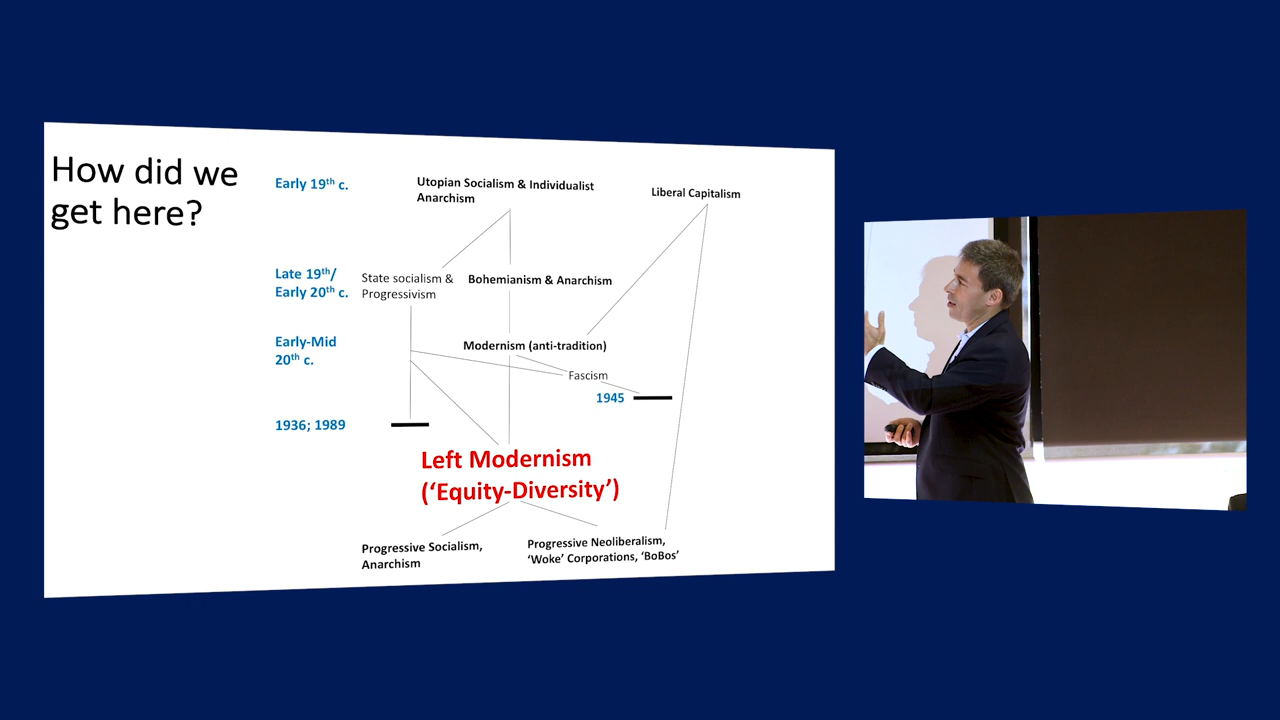 How did we
get here?
Early 19th c.
Utopian Socialism & Individualist
Anarchism
Liberal Capitalism
Late 19th/
Early 20th c.
State socialism &
Progressivism
Bohemianism & Anarchism
Early-Mid
20th c.
Modernism (anti-tradition)
Fascism
1945
1936; 1989
Left Modernism
(‘Equity-Diversity’)
Progressive Socialism,
Anarchism
Progressive Neoliberalism,
‘Woke’ Corporations, ‘BoBos’